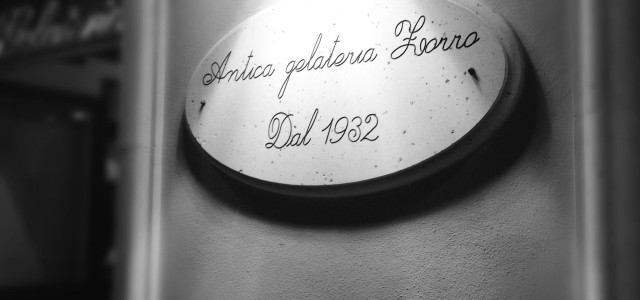 Antica gelateria Zorro
Dal 1932